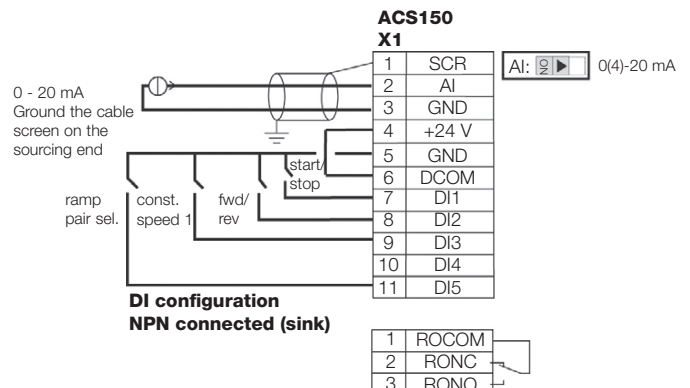 ACS150
X1
1 SCR
2 AI
3 GND
4 +24 V
5 GND
6 DCOM
7 DI1
8 DI2
9 DI3
10 DI4
11 DI5
AI: ON 0(4)-20 mA
0 - 20 mA
Ground the cable
screen on the
sourcing end
start/
stop
fwd/
rev
const.
speed 1
ramp
pair sel.
DI configuration
NPN connected (sink)
1 ROCOM
2 RONC
3 RONO